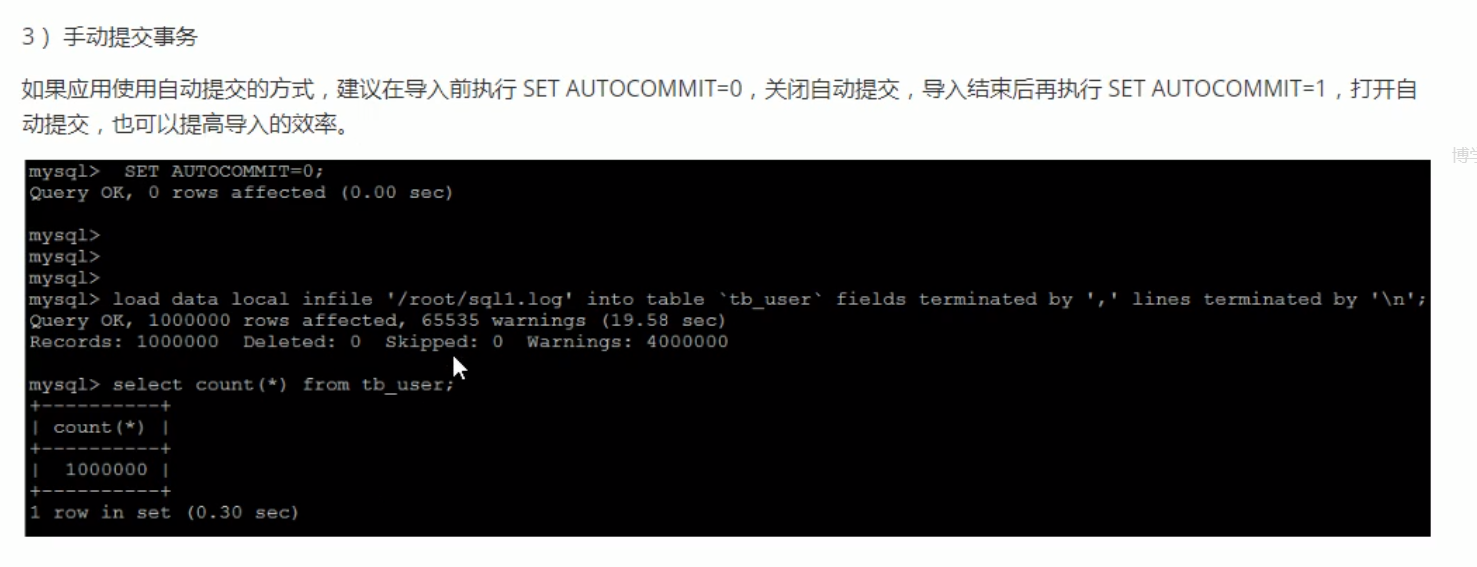 3 ）手动提交事务
如果应用使用自动提交的方式，建议在导入前执行 SET AUTOCOMMIT=0，关闭自动提交，导入结束后再执行 SET AUTOCOMMIT=1，打开自
动提交，也可以提高导入的效率。
博学
mysql>  SET AUTOCOMMIT=0;
Query OK, 0 rows affected (0.00 sec)
mysql>
mysql>
mysql>
mysql> load data local infile '/root/sql1.log' into table `tb_user` fields terminated by ',' lines terminated by '\n';
Query OK, 1000000 rows affected, 65535 warnings (19.58 sec)
Records: 1000000  Deleted: 0  Skipped: 0  Warnings: 4000000
mysql> select count(*) from tb_user;
+----------+
| count(*) |
+----------+
|  1000000 |
+----------+
1 row in set (0.30 sec)